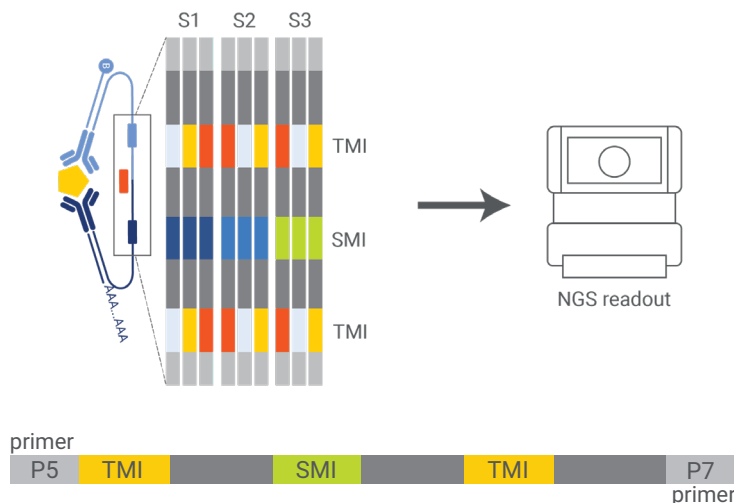 S1 S2 S3
B
TMI
SMI
AAA...AAA
TMI
NGS readout
primer
P5 TMI SMI TMI P7
primer